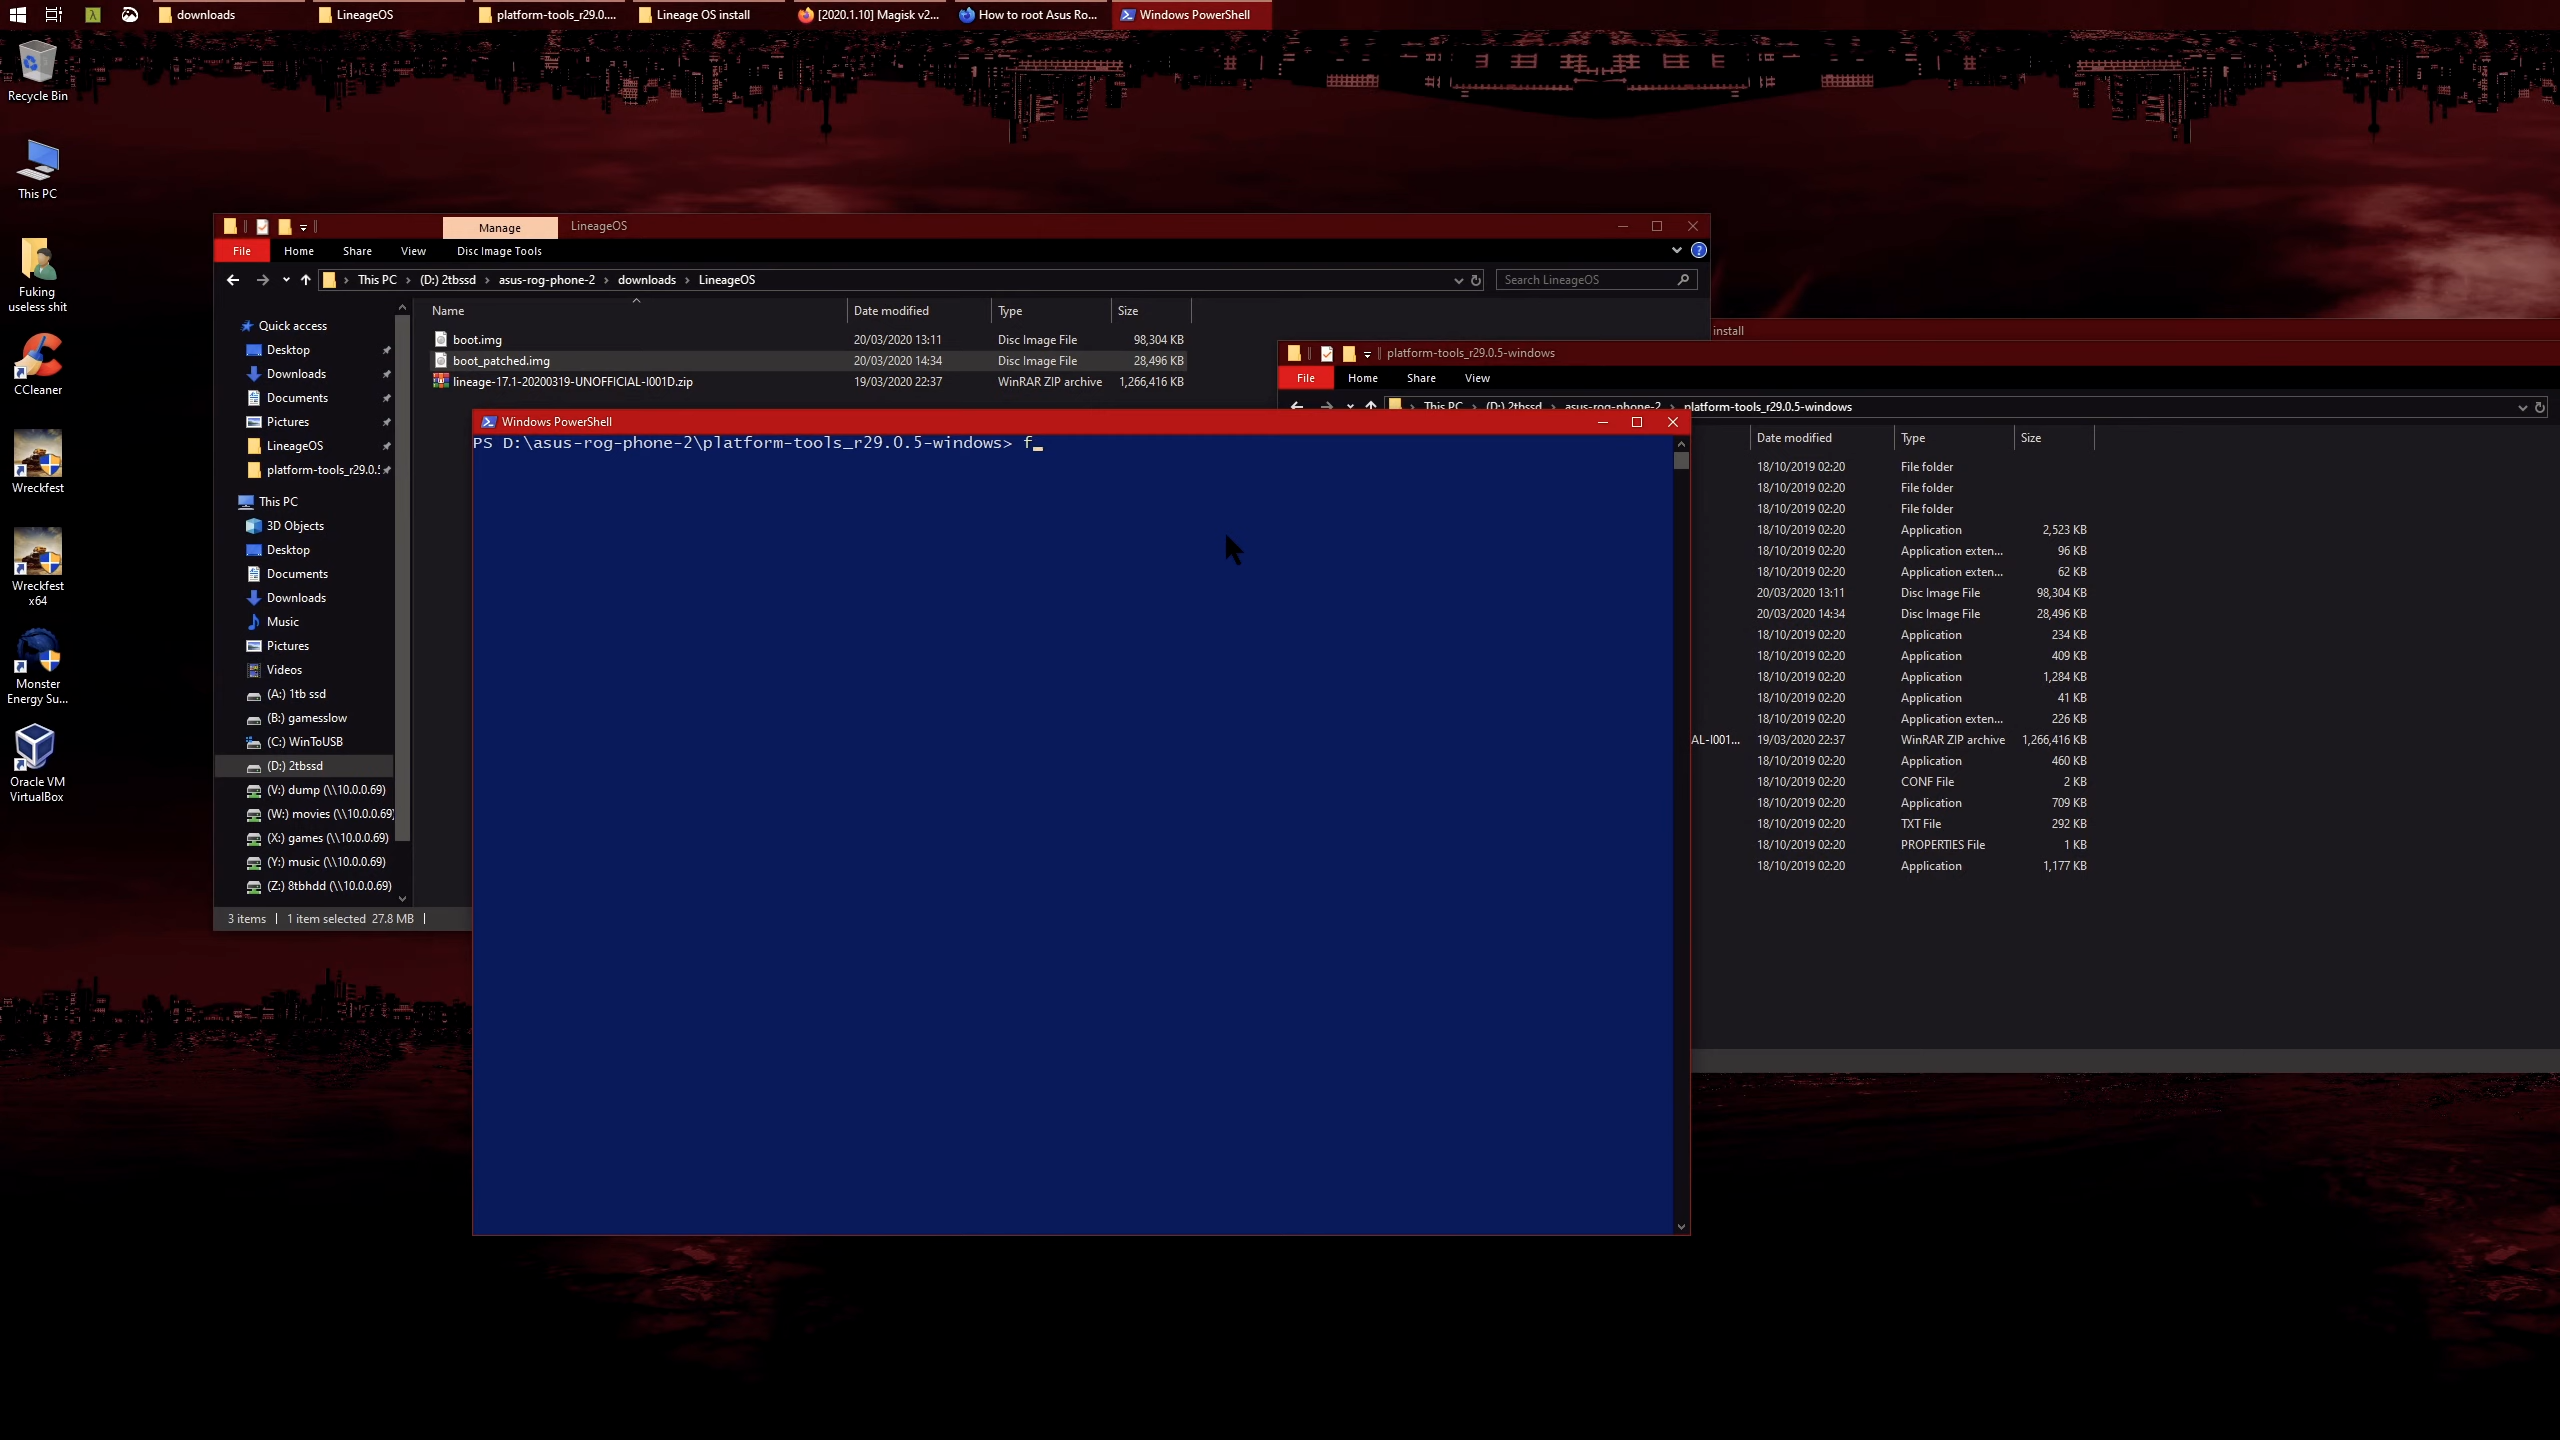 downloads
LineageOS
platform-tools_r29.0....
Lineage OS install
[2020.1.10] Magisk v2...
How to root Asus Ro...
Windows PowerShell
Recycle Bin
This PC
Fuking
useless shit
CCleaner
Wreckfest
Wreckfest
x64
Monster
Energy Su...
Oracle VM
VirtualBox
Manage
LineageOS
File
Home
Share
View
Disc Image Tools
This PC
(D:) 2tbssd
asus-rog-phone-2
downloads
LineageOS
Search LineageOS
Name
Date modified
Type
Size
boot.img
20/03/2020 13:11
Disc Image File
98,304 KB
boot_patched.img
20/03/2020 14:34
Disc Image File
28,496 KB
lineage-17.1-20200319-UNOFFICIAL-I001D.zip
19/03/2020 22:37
WinRAR ZIP archive
1,266,416 KB
Quick access
Desktop
Downloads
Documents
Pictures
LineageOS
platform-tools_r29.0.!
This PC
3D Objects
Desktop
Documents
Downloads
Music
Pictures
Videos
(A:) 1tb ssd
(B:) gamesslow
(C:) WinToUSB
(D:) 2tbssd
(V:) dump (\\10.0.0.69)
(W:) movies (\\10.0.0.69)
(X:) games (\\10.0.0.69)
(Y:) music (\\10.0.0.69)
(Z:) 8tbhdd (\\10.0.0.69)
3 items
1 item selected 27.8 MB
install
platform-tools_r29.0.5-windows
File
Home
Share
View
This PC
(D:) 2tbssd
asus-rog-phone-2
platform-tools_r29.0.5-windows
Windows PowerShell
PS D:\asus-rog-phone-2\platform-tools_r29.0.5-windows> f_
Date modified
Type
Size
18/10/2019 02:20
File folder
18/10/2019 02:20
File folder
18/10/2019 02:20
File folder
18/10/2019 02:20
Application
2,523 KB
18/10/2019 02:20
Application exten...
96 KB
18/10/2019 02:20
Application exten...
62 KB
20/03/2020 13:11
Disc Image File
98,304 KB
20/03/2020 14:34
Disc Image File
28,496 KB
18/10/2019 02:20
Application
234 KB
18/10/2019 02:20
Application
409 KB
18/10/2019 02:20
Application
1,284 KB
18/10/2019 02:20
Application
41 KB
18/10/2019 02:20
Application exten...
226 KB
AL-I001...
19/03/2020 22:37
WinRAR ZIP archive
1,266,416 KB
18/10/2019 02:20
Application
460 KB
18/10/2019 02:20
CONF File
2 KB
18/10/2019 02:20
Application
709 KB
18/10/2019 02:20
TXT File
292 KB
18/10/2019 02:20
PROPERTIES File
1 KB
18/10/2019 02:20
Application
1,177 KB